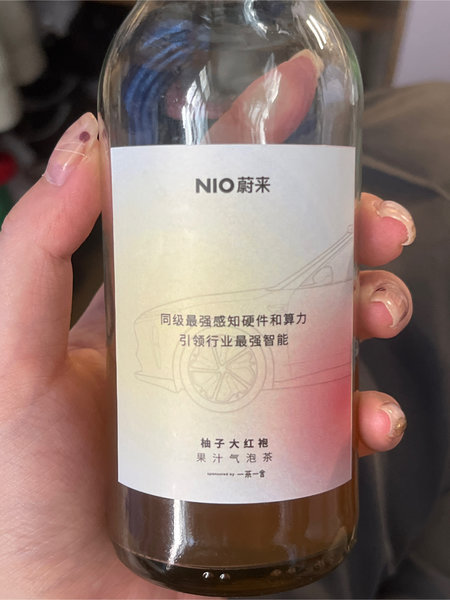 NIO蔚来
同级最强感知硬件和算力
引领行业最强智能
柚子大红袍
果汁气泡茶
sponsored by 一茶一舍